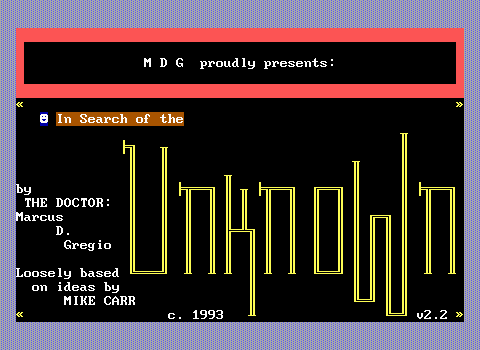 M D G proudly presents:
« »
In Search of the
Unknown
by
THE DOCTOR:
Marcus
D.
Gregio
Loosely based
on ideas by
MIKE CARR
« c. 1993 v2.2 »